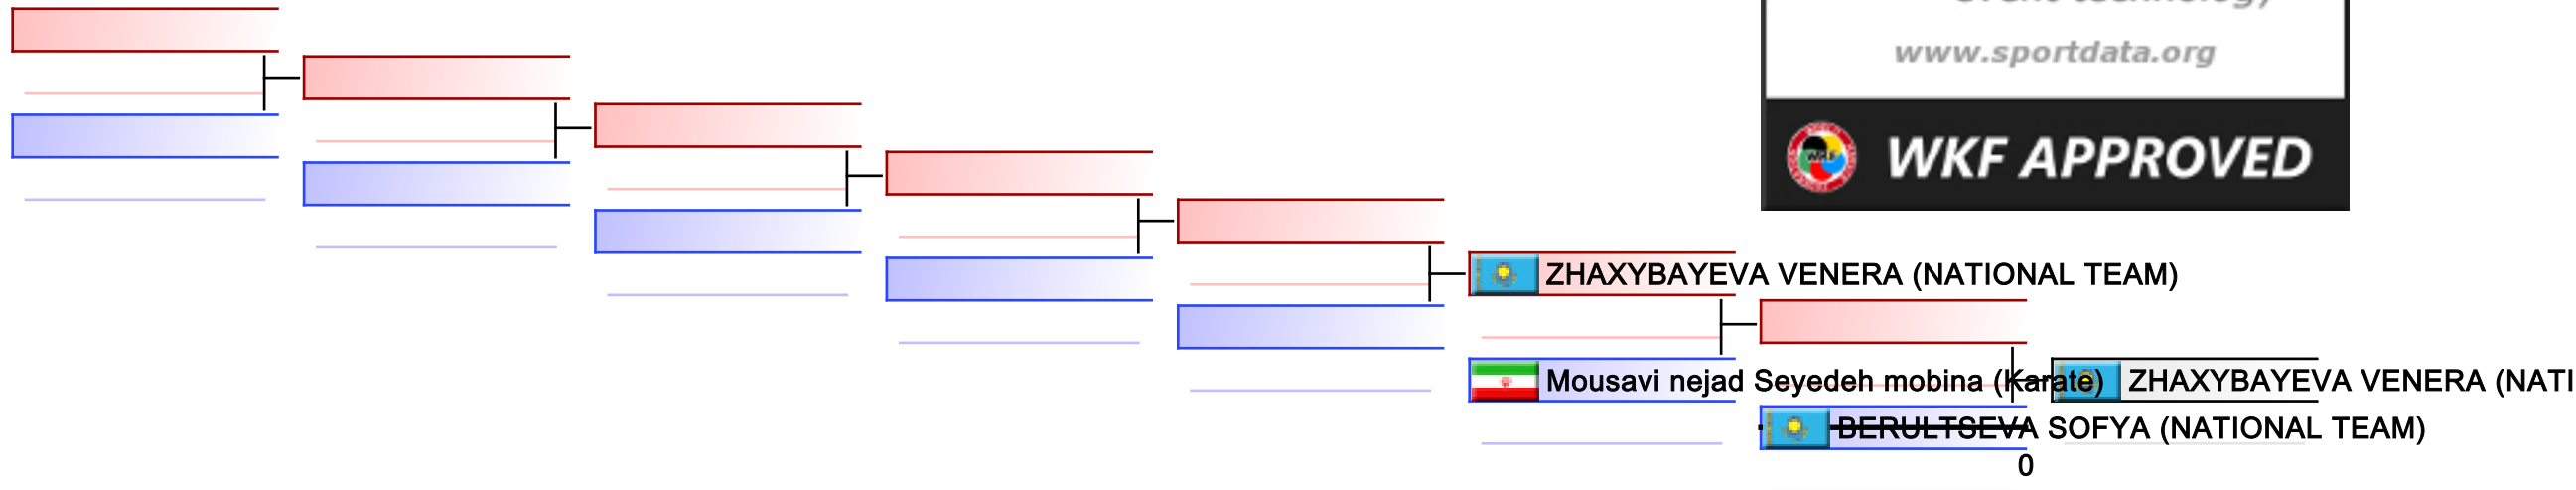 www.sportdata.org
WKF APPROVED
ZHAXYBAYEVA VENERA (NATIONAL TEAM)
Mousavi nejad Seyedeh mobina (Karate)
ZHAXYBAYEVA VENERA (NATI
BERULTSEVA SOFYA (NATIONAL TEAM)
0